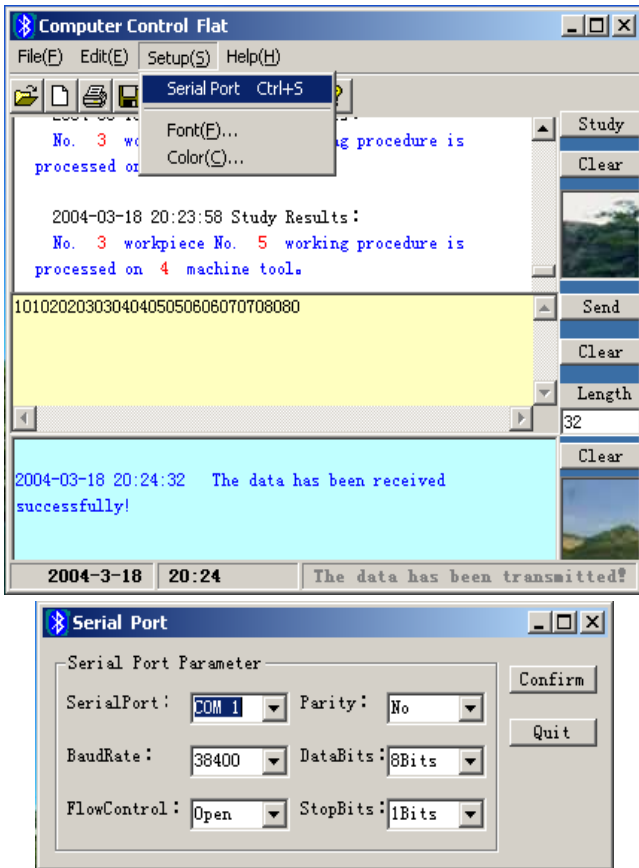 Computer Control Flat
File(F) Edit(E) Setup(S) Help(H)
Serial Port Ctrl+S
Font(F)...
Color(C)...
No. 3 ng procedure is
processed
2004-03-18 20:23:58 Study Results:
No. 3 workpiece No. 5 working procedure is
processed on 4 machine tool.
Study
Clear
10102020303040405050606070708080
Send
Clear
Length
32
2004-03-18 20:24:32 The data has been received
successfully!
Clear
2004-3-18 20:24 The data has been transmitted!
Serial Port
Serial Port Parameter
SerialPort: COM 1 Parity: No
BaudRate: 38400 DataBits: 8Bits
FlowControl: Open StopBits: 1Bits
Confirm
Quit